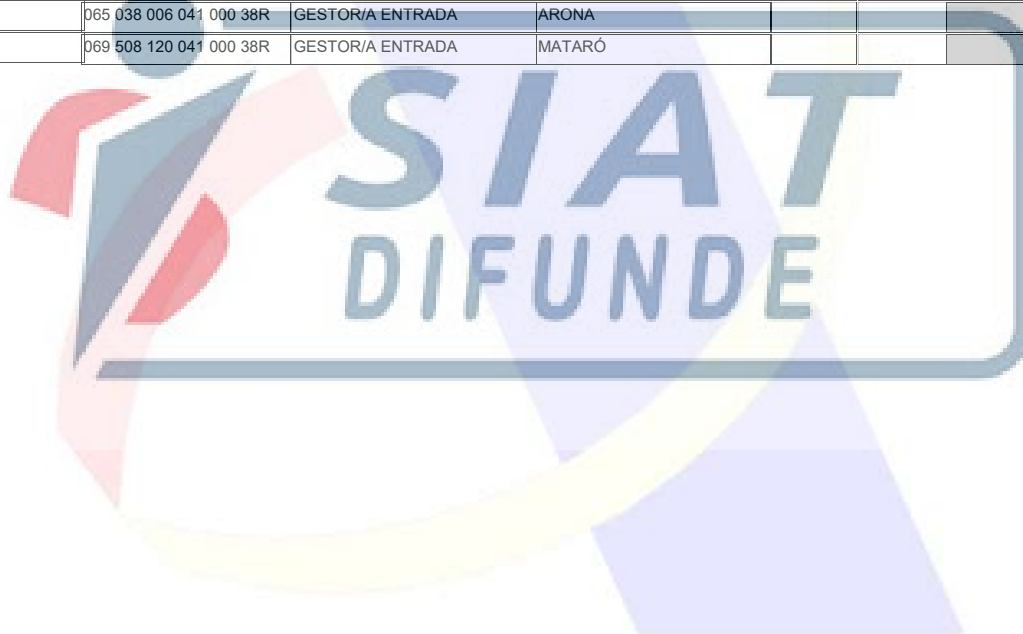 065 038 006 041 000 38R GESTOR/A ENTRADA ARONA
069 508 120 041 000 38R GESTOR/A ENTRADA MATARÓ
SIAT
DIFUNDE